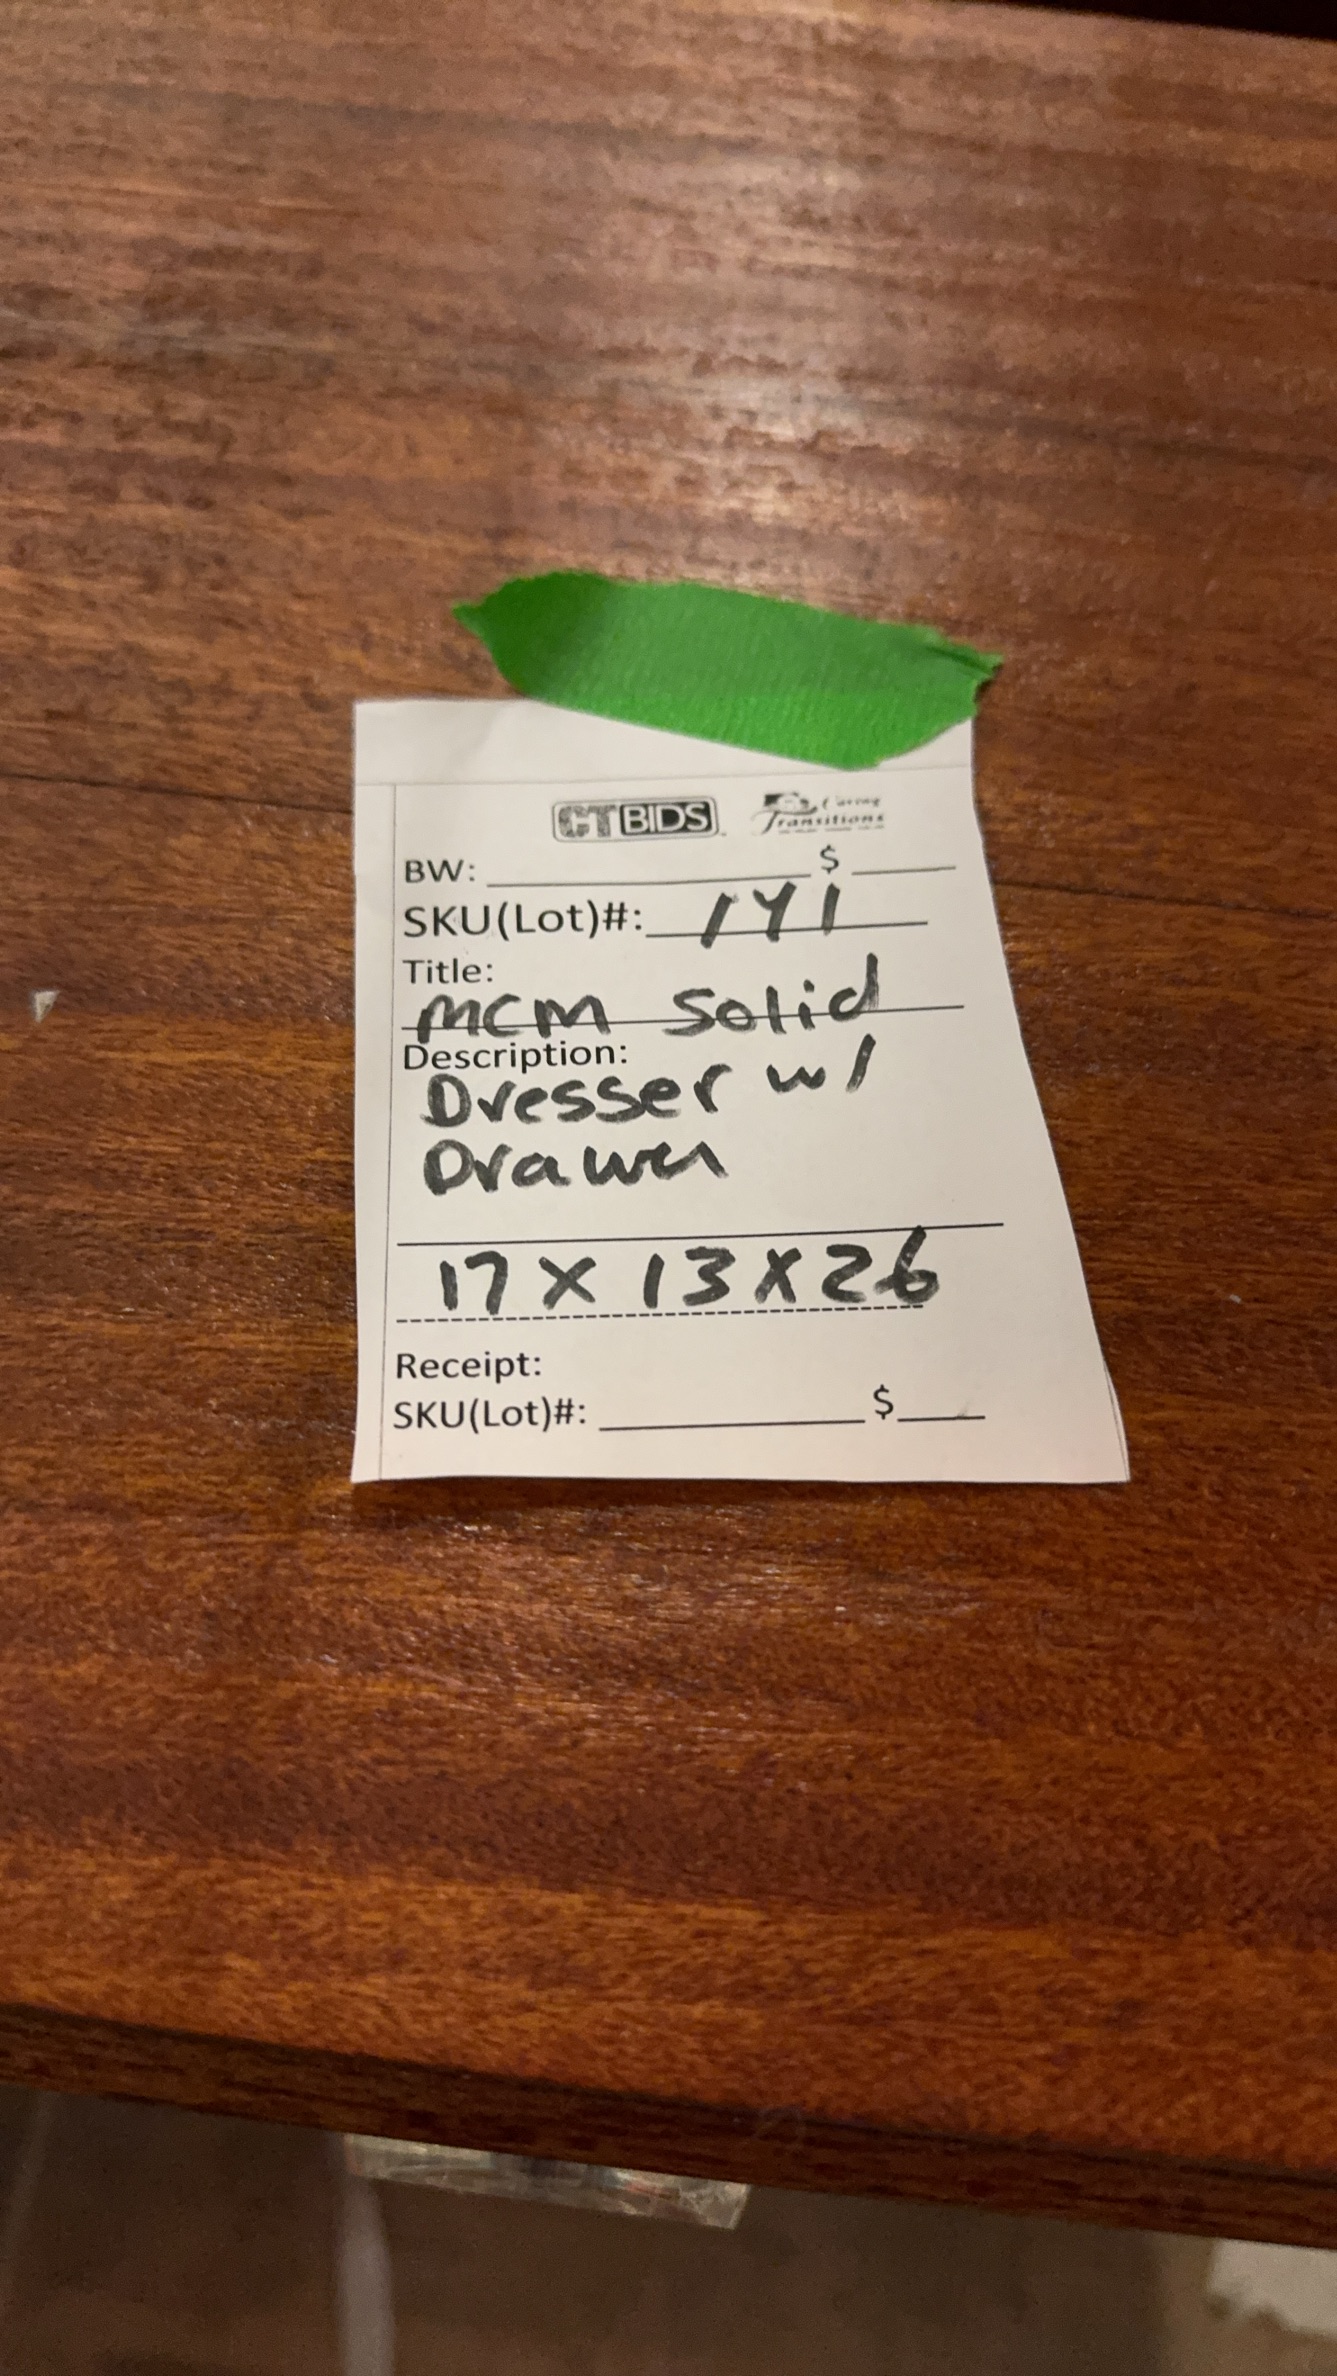 CTBIDS Caring Transitions
BW: $
SKU(Lot)#: 141
Title:
MCM Solid
Description:
Dresser w/
Drawer
17 x 13 x 26
Receipt:
SKU(Lot)#: $